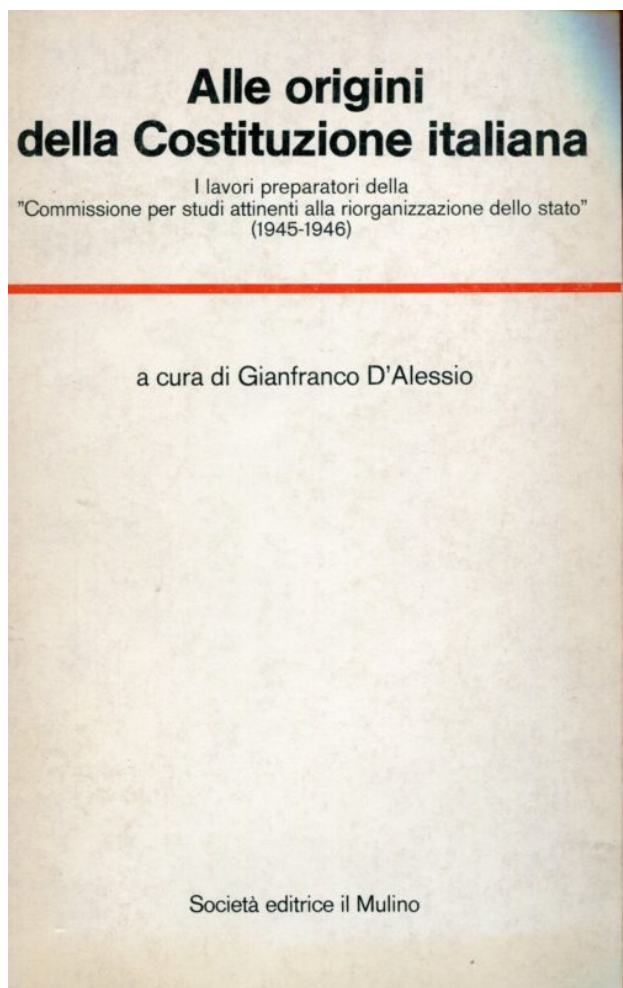 Alle origini
della Costituzione italiana
I lavori preparatori della
"Commissione per studi attinenti alla riorganizzazione dello stato"
(1945-1946)
a cura di Gianfranco D'Alessio
Società editrice il Mulino